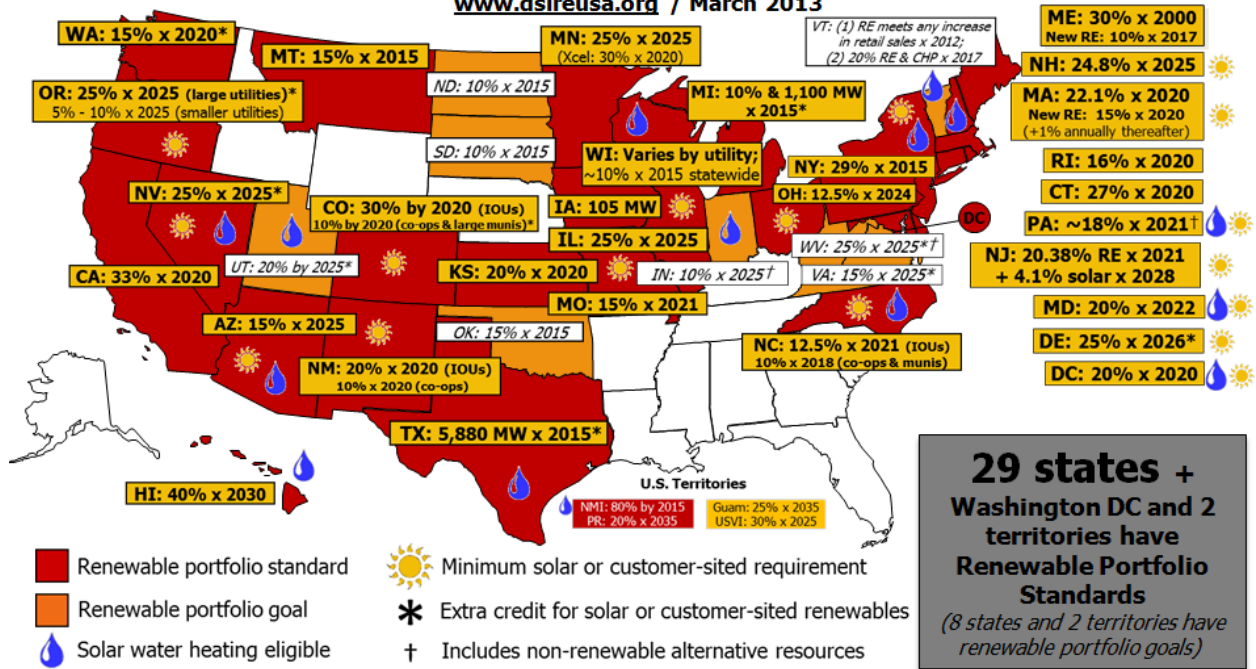 www.dsireusa.org / March 2013
WA: 15% x 2020*
MT: 15% x 2015
MN: 25% x 2025
(Xcel: 30% x 2020)
VT: (1) RE meets any increase
in retail sales x 2012;
(2) 20% RE & CHP x 2017
ME: 30% x 2000
New RE: 10% x 2017
OR: 25% x 2025 (large utilities)*
5% - 10% x 2025 (smaller utilities)
ND: 10% x 2015
MI: 10% & 1,100 MW
x 2015*
NH: 24.8% x 2025
MA: 22.1% x 2020
New RE: 15% x 2020
(+1% annually thereafter)
SD: 10% x 2015
WI: Varies by utility;
~10% x 2015 statewide
NY: 29% x 2015
RI: 16% x 2020
NV: 25% x 2025*
CO: 30% by 2020 (IOUs)
10% by 2020 (co-ops & large munis)*
IA: 105 MW
OH: 12.5% x 2024
CT: 27% x 2020
DC
PA: ~18% x 2021†
IL: 25% x 2025
WV: 25% x 2025*†
UT: 20% by 2025*
CA: 33% x 2020
KS: 20% x 2020
IN: 10% x 2025†
VA: 15% x 2025*
NJ: 20.38% RE x 2021
+ 4.1% solar x 2028
MO: 15% x 2021
MD: 20% x 2022
AZ: 15% x 2025
OK: 15% x 2015
NC: 12.5% x 2021 (IOUs)
10% x 2018 (co-ops & munis)
DE: 25% x 2026*
NM: 20% x 2020 (IOUs)
10% x 2020 (co-ops)
DC: 20% x 2020
TX: 5,880 MW x 2015*
HI: 40% x 2030
U.S. Territories
NMI: 80% by 2015
PR: 20% x 2035
Guam: 25% x 2035
USVI: 30% x 2025
29 states +
Washington DC and 2
territories have
Renewable Portfolio
Standards
(8 states and 2 territories have
renewable portfolio goals)
Renewable portfolio standard
Renewable portfolio goal
Solar water heating eligible
Minimum solar or customer-sited requirement
* Extra credit for solar or customer-sited renewables
† Includes non-renewable alternative resources